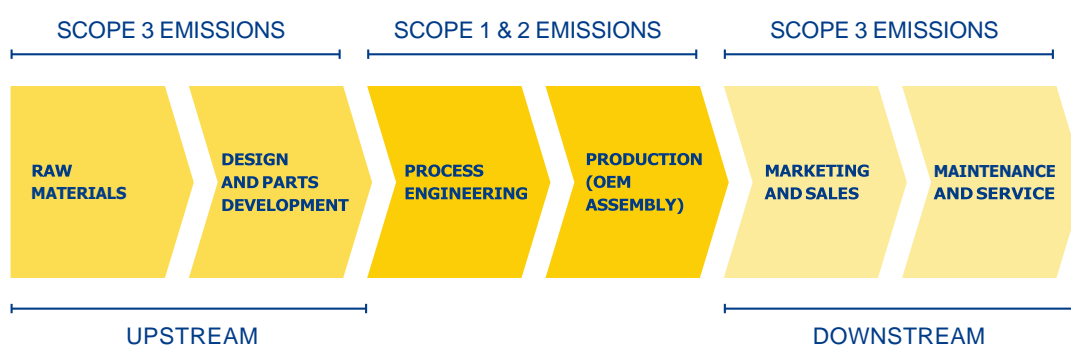 SCOPE 3 EMISSIONS
SCOPE 1 & 2 EMISSIONS
SCOPE 3 EMISSIONS
RAW
MATERIALS
DESIGN
AND PARTS
DEVELOPMENT
PROCESS
ENGINEERING
PRODUCTION
(OEM
ASSEMBLY)
MARKETING
AND SALES
MAINTENANCE
AND SERVICE
UPSTREAM
DOWNSTREAM